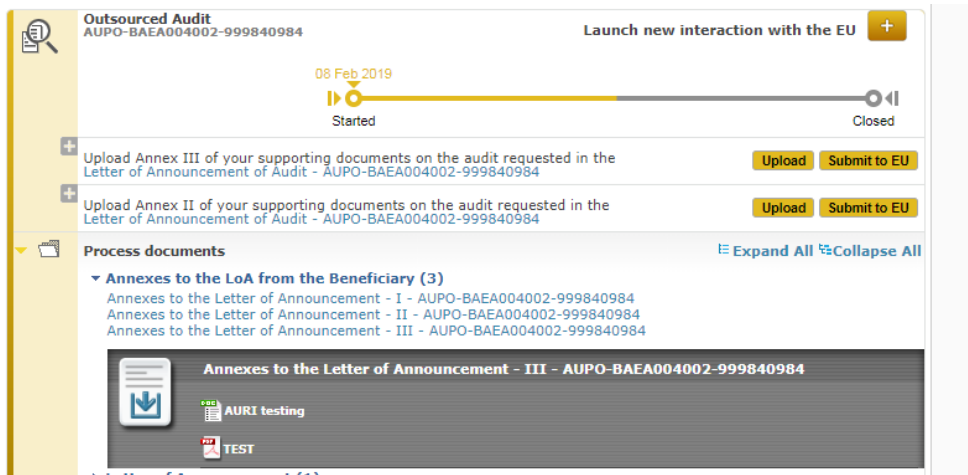 Outsourced Audit
AUPO-BAEA004002-999840984
Launch new interaction with the EU +
08 Feb 2019
Started
Closed
Upload Annex III of your supporting documents on the audit requested in the
Letter of Announcement of Audit - AUPO-BAEA004002-999840984
Upload Submit to EU
Upload Annex II of your supporting documents on the audit requested in the
Letter of Announcement of Audit - AUPO-BAEA004002-999840984
Upload Submit to EU
Process documents
Expand All Collapse All
Annexes to the LoA from the Beneficiary (3)
Annexes to the Letter of Announcement - I - AUPO-BAEA004002-999840984
Annexes to the Letter of Announcement - II - AUPO-BAEA004002-999840984
Annexes to the Letter of Announcement - III - AUPO-BAEA004002-999840984
Annexes to the Letter of Announcement - III - AUPO-BAEA004002-999840984
AURI testing
PDF TEST